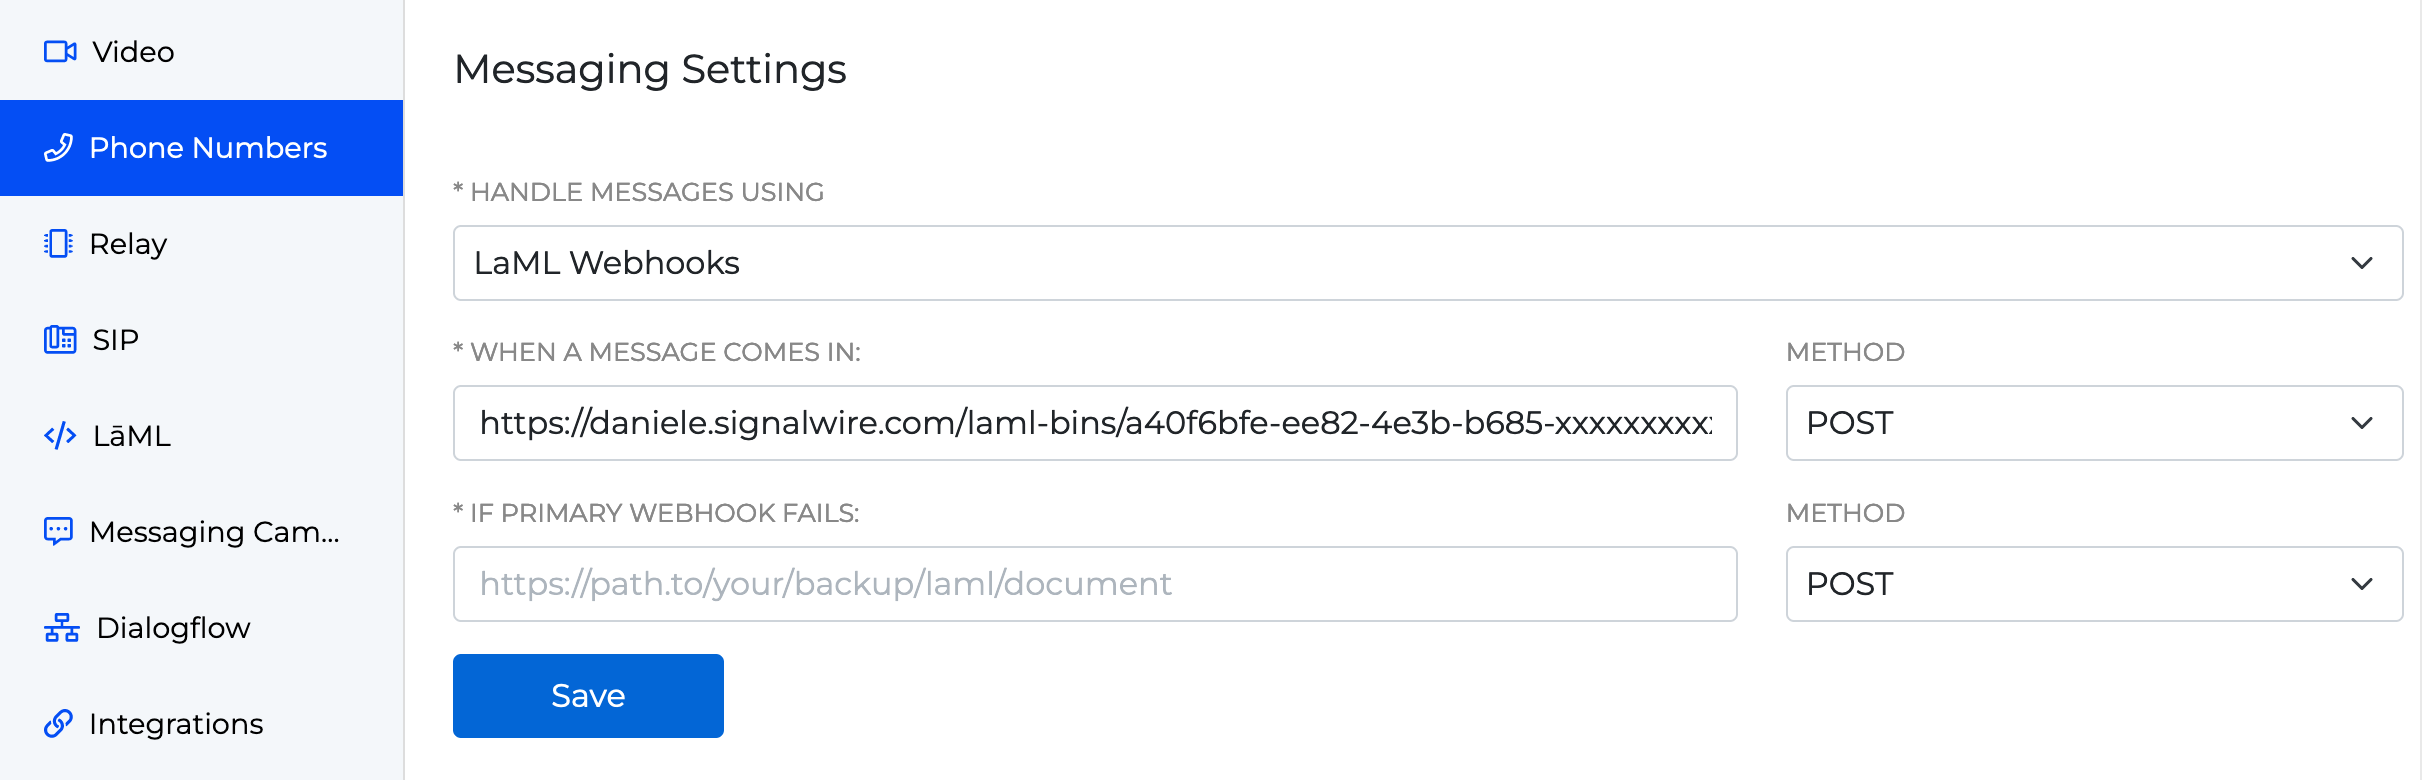 Video
Phone Numbers
Relay
SIP
LāML
Messaging Cam...
Dialogflow
Integrations
Messaging Settings
* HANDLE MESSAGES USING
LaML Webhooks
* WHEN A MESSAGE COMES IN:
METHOD
https://daniele.signalwire.com/laml-bins/a40f6bfe-ee82-4e3b-b685-xxxxxxxxxx
POST
* IF PRIMARY WEBHOOK FAILS:
METHOD
https://path.to/your/backup/laml/document
POST
Save